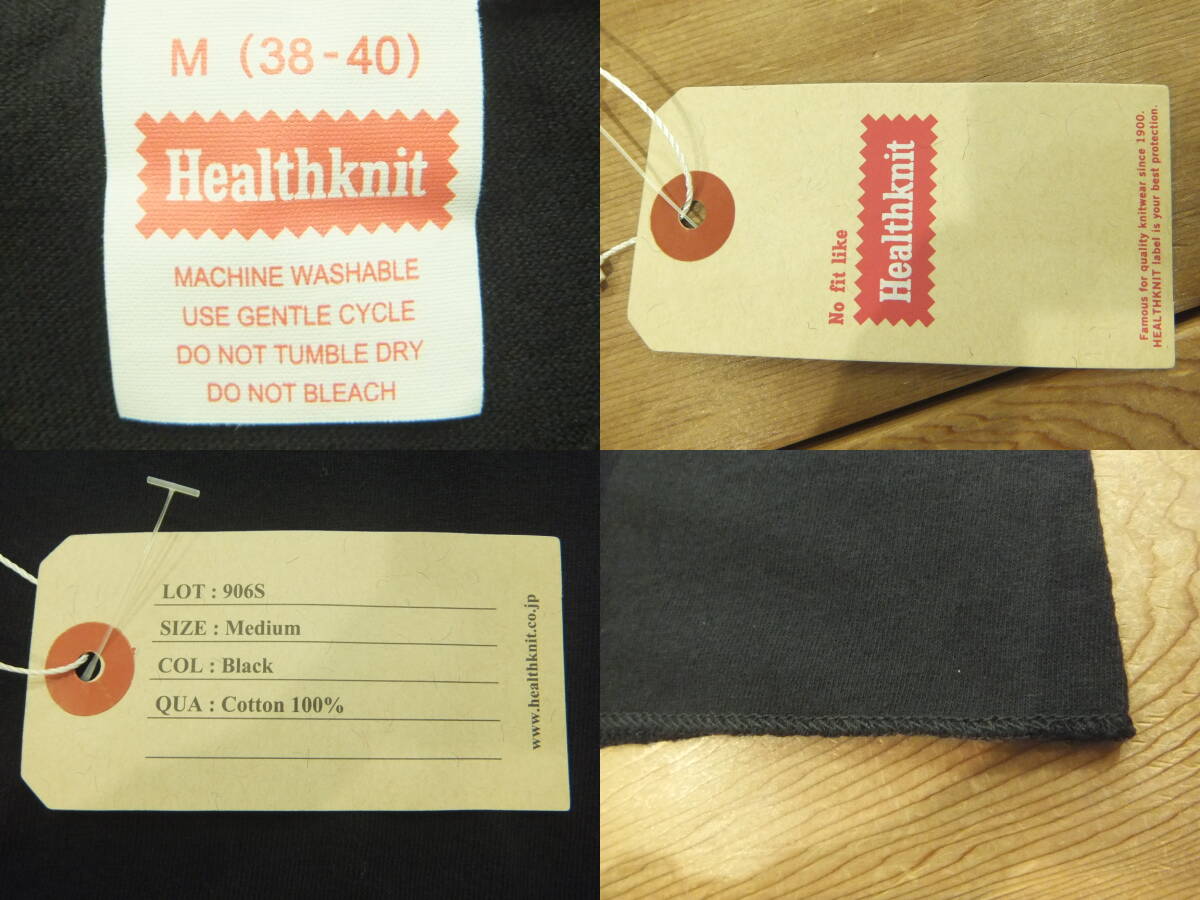 M (38-40)
Healthknit
MACHINE WASHABLE
USE GENTLE CYCLE
DO NOT TUMBLE DRY
DO NOT BLEACH
No fit like
Healthknit
Famous for quality knitwear since 1900.
HEALTHKNIT label is your best protection.
LOT : 906S
SIZE : Medium
COL : Black
QUA : Cotton 100%
www.healthknit.co.jp